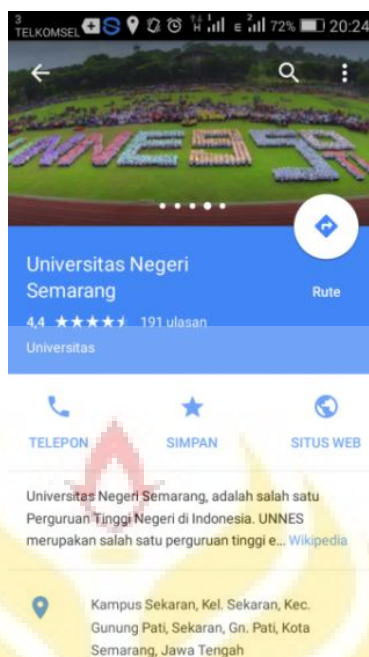 3
TELKOMSEL 72% 20:24
Universitas Negeri
Semarang
Rute
4,4 191 ulasan
Universitas
TELEPON SIMPAN SITUS WEB
Universitas Negeri Semarang, adalah salah satu
Perguruan Tinggi Negeri di Indonesia. UNNES
merupakan salah satu perguruan tinggi e... Wikipedia
Kampus Sekaran, Kel. Sekaran, Kec.
Gunung Pati, Sekaran, Gn. Pati, Kota
Semarang, Jawa Tengah